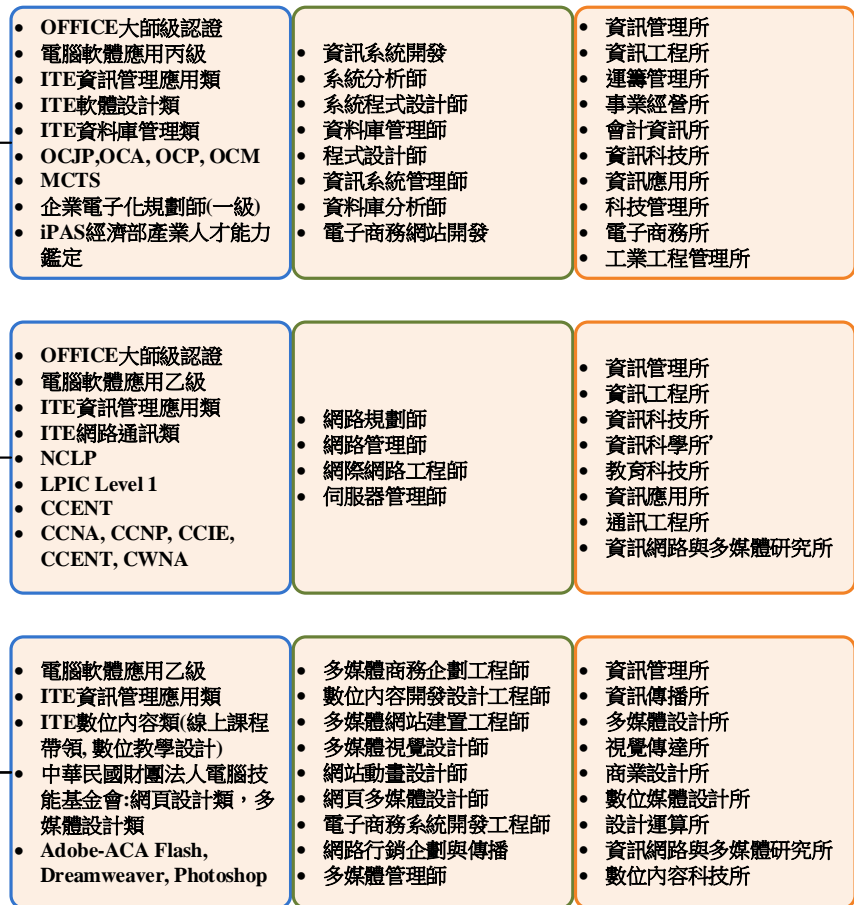 • OFFICE大師級認證
• 電腦軟體應用丙級
• ITE資訊管理應用類
• ITE軟體設計類
• ITE資料庫管理類
• OCJP,OCA, OCP, OCM
• MCTS
• 企業電子化規劃師(一級)
• iPAS經濟部產業人才能力
鑑定
• 資訊系統開發
• 系統分析師
• 系統程式設計師
• 資料庫管理師
• 程式設計師
• 資訊系統管理師
• 資料庫分析師
• 電子商務網站開發
• 資訊管理所
• 資訊工程所
• 運籌管理所
• 事業經營所
• 會計資訊所
• 資訊科技所
• 資訊應用所
• 科技管理所
• 電子商務所
• 工業工程管理所
• OFFICE大師級認證
• 電腦軟體應用乙級
• ITE資訊管理應用類
• ITE網路通訊類
• NCLP
• LPIC Level 1
• CCENT
• CCNA, CCNP, CCIE,
CCENT, CWNA
• 網路規劃師
• 網路管理師
• 網際網路工程師
• 伺服器管理師
• 資訊管理所
• 資訊工程所
• 資訊科技所
• 資訊科學所’
• 教育科技所
• 資訊應用所
• 通訊工程所
• 資訊網路與多媒體研究所
• 電腦軟體應用乙級
• ITE資訊管理應用類
• ITE數位內容類(線上課程
帶領, 數位教學設計)
• 中華民國財團法人電腦技
能基金會:網頁設計類，多
媒體設計類
• Adobe-ACA Flash,
Dreamweaver, Photoshop
• 多媒體商務企劃工程師
• 數位內容開發設計工程師
• 多媒體網站建置工程師
• 多媒體視覺設計師
• 網站動畫設計師
• 網頁多媒體設計師
• 電子商務系統開發工程師
• 網路行銷企劃與傳播
• 多媒體管理師
• 資訊管理所
• 資訊傳播所
• 多媒體設計所
• 視覺傳達所
• 商業設計所
• 數位媒體設計所
• 設計運算所
• 資訊網路與多媒體研究所
• 數位內容科技所